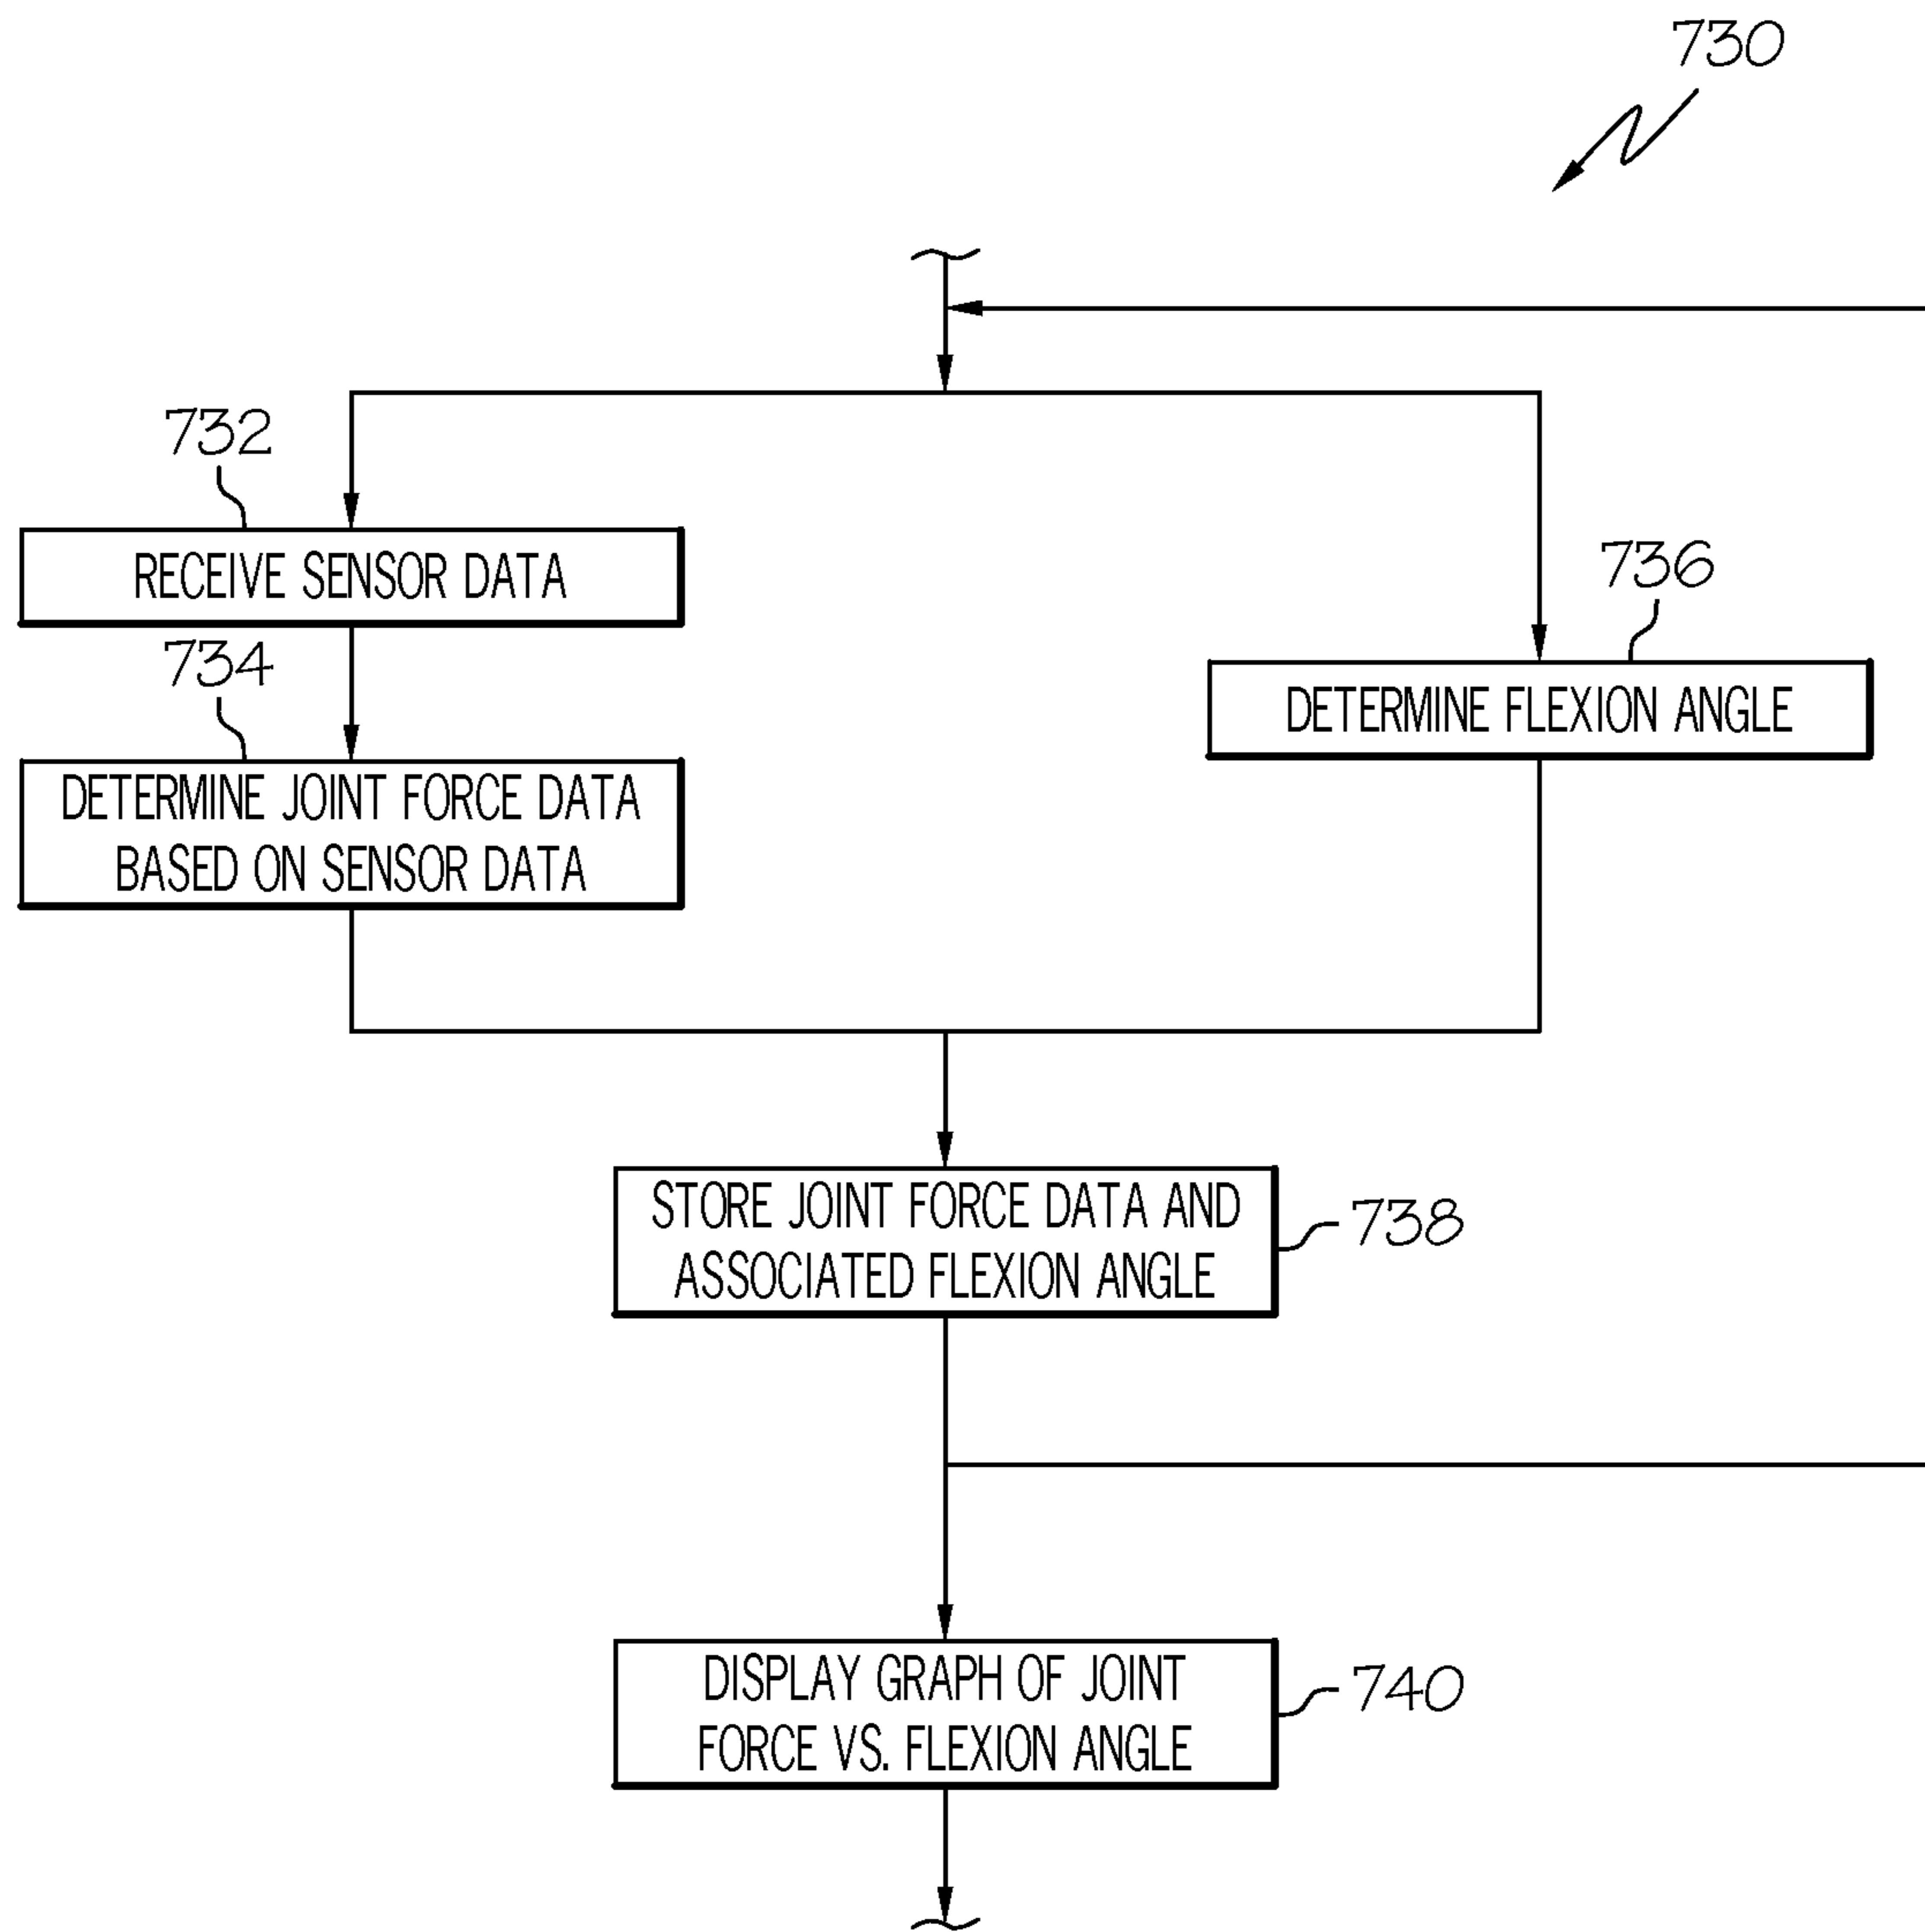 730
732
RECEIVE SENSOR DATA
736
734
DETERMINE FLEXION ANGLE
DETERMINE JOINT FORCE DATA
BASED ON SENSOR DATA
STORE JOINT FORCE DATA AND
ASSOCIATED FLEXION ANGLE
738
DISPLAY GRAPH OF JOINT
FORCE VS. FLEXION ANGLE
740